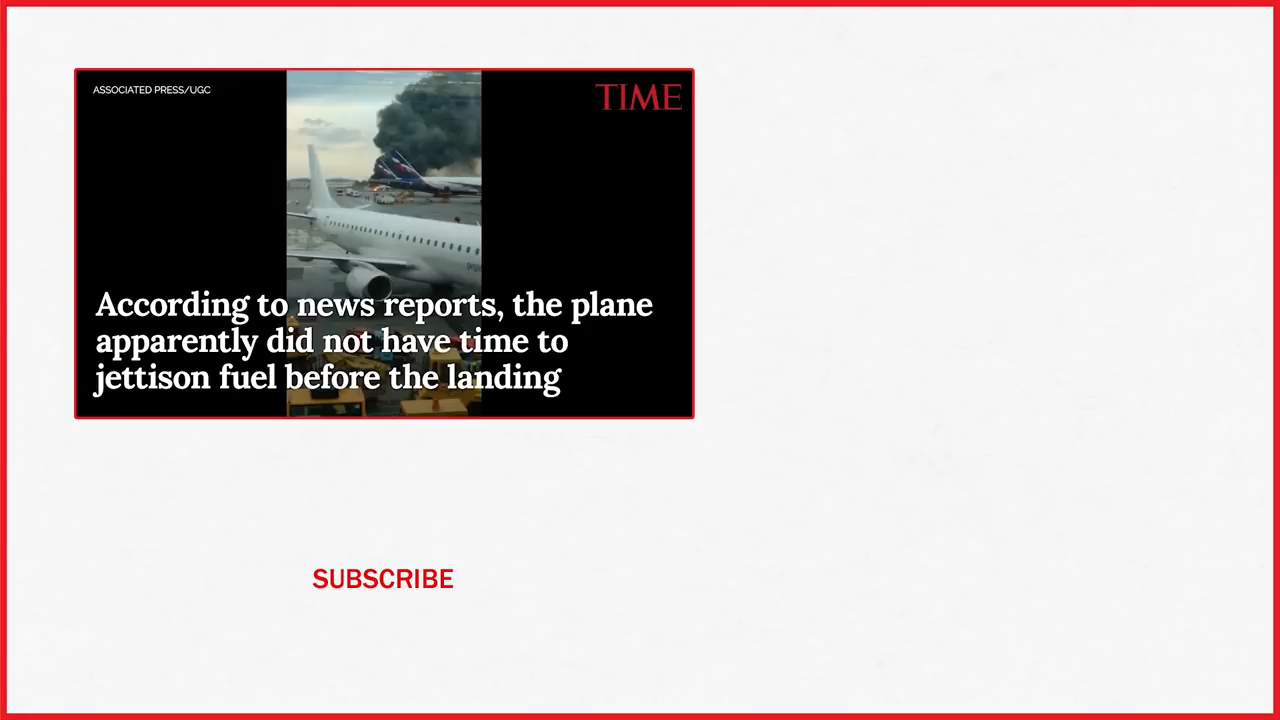 ASSOCIATED PRESS/UGC
TIME
According to news reports, the plane
apparently did not have time to
jettison fuel before the landing
SUBSCRIBE